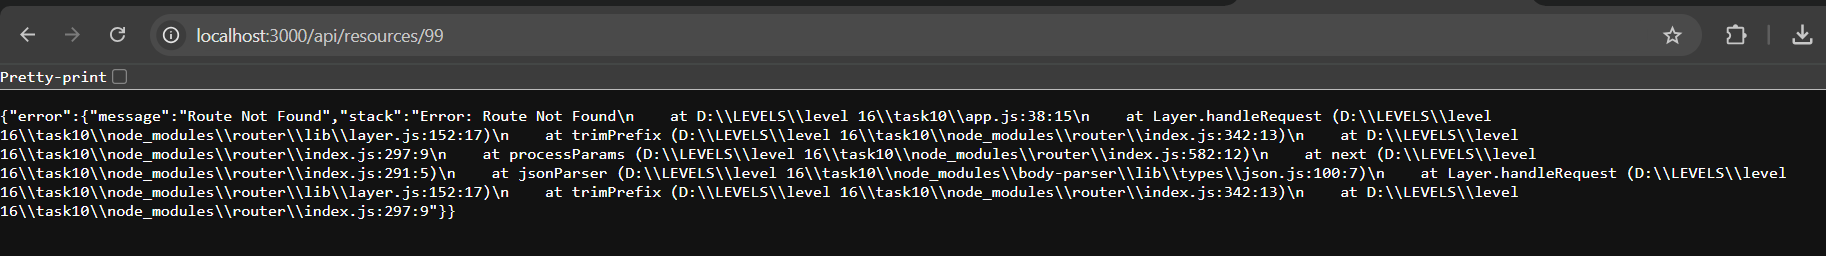 localhost:3000/api/resources/99
Pretty-print
{"error":{"message":"Route Not Found","stack":"Error: Route Not Found\n    at D:\\LEVELS\\level 16\\task10\\app.js:38:15\n    at Layer.handleRequest (D:\\LEVELS\\level
16\\task10\\node_modules\\router\\lib\\layer.js:152:17)\n    at trimPrefix (D:\\LEVELS\\level 16\\task10\\node_modules\\router\\index.js:342:13)\n    at D:\\LEVELS\\level
16\\task10\\node_modules\\router\\index.js:297:9\n    at processParams (D:\\LEVELS\\level 16\\task10\\node_modules\\router\\index.js:582:12)\n    at next (D:\\LEVELS\\level
16\\task10\\node_modules\\router\\index.js:291:5)\n    at jsonParser (D:\\LEVELS\\level 16\\task10\\node_modules\\body-parser\\lib\\types\\json.js:100:7)\n    at Layer.handleRequest (D:\\LEVELS\\level
16\\task10\\node_modules\\router\\lib\\layer.js:152:17)\n    at trimPrefix (D:\\LEVELS\\level 16\\task10\\node_modules\\router\\index.js:342:13)\n    at D:\\LEVELS\\level
16\\task10\\node_modules\\router\\index.js:297:9"}}